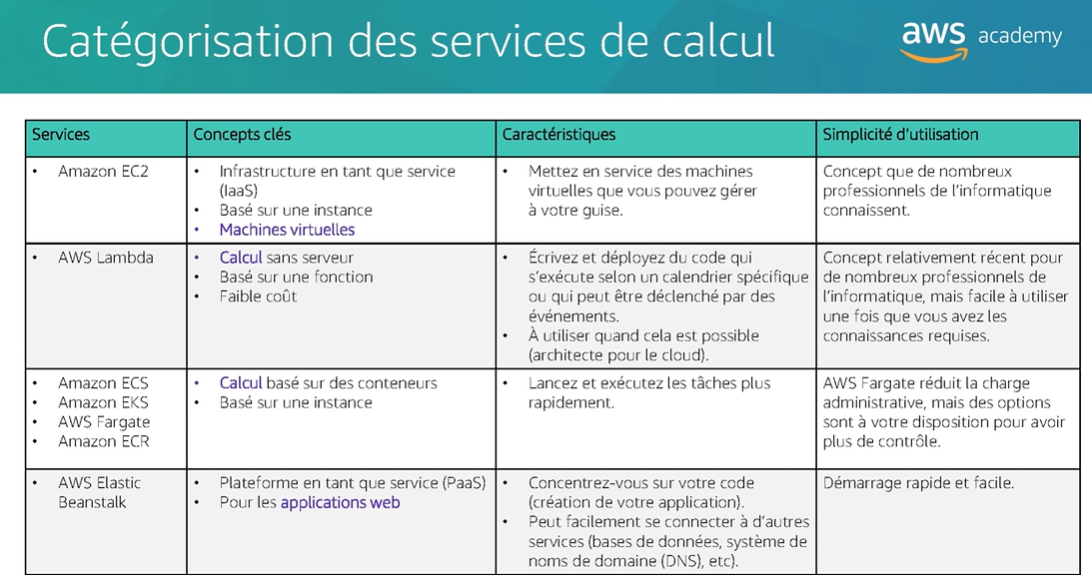 Catégorisation des services de calcul
aws academy
Services
Concepts clés
Caractéristiques
Simplicité d'utilisation
• Amazon EC2
• Infrastructure en tant que service
(IaaS)
• Basé sur une instance
• Machines virtuelles
• Mettez en service des machines
virtuelles que vous pouvez gérer
à votre guise.
Concept que de nombreux
professionnels de l'informatique
connaissent.
• AWS Lambda
• Calcul sans serveur
• Basé sur une fonction
• Faible coût
• Écrivez et déployez du code qui
s'exécute selon un calendrier spécifique
ou qui peut être déclenché par des
événements.
• À utiliser quand cela est possible
(architecte pour le cloud).
Concept relativement récent pour
de nombreux professionnels de
l'informatique, mais facile à utiliser
une fois que vous avez les
connaissances requises.
• Amazon ECS
• Amazon EKS
• AWS Fargate
• Amazon ECR
• Calcul basé sur des conteneurs
• Basé sur une instance
• Lancez et exécutez les tâches plus
rapidement.
AWS Fargate réduit la charge
administrative, mais des options
sont à votre disposition pour avoir
plus de contrôle.
• AWS Elastic
Beanstalk
• Plateforme en tant que service (PaaS)
• Pour les applications web
• Concentrez-vous sur votre code
(création de votre application).
• Peut facilement se connecter à d'autres
services (bases de données, système de
noms de domaine (DNS), etc).
Démarrage rapide et facile.